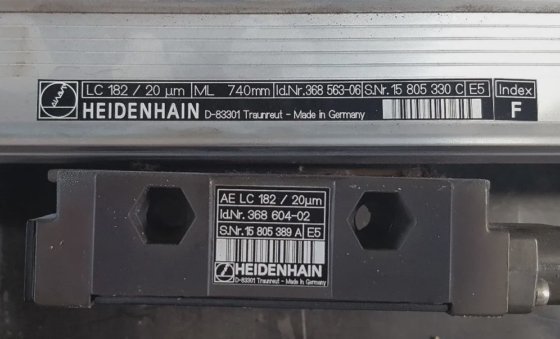 LC 182 / 20 µm ML 740mm Id.Nr. 368 563-06 S.Nr. 15 805 330 C E5 Index
HEIDENHAIN D-83301 Traunreut - Made in Germany F
AE LC 182 / 20µm
Id.Nr. 368 604-02
S.Nr. 15 805 389 A E5
HEIDENHAIN
D-83301 Traunreut - Made in Germany